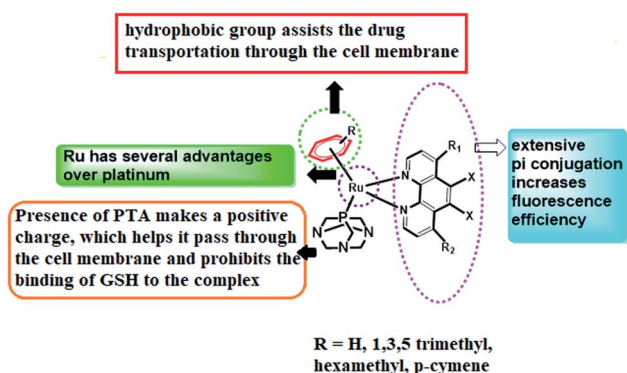 hydrophobic group assists the drug
transportation through the cell membrane
R
R1
Ru has several advantages
over platinum
N
X
Ru
N
X
P
N
N
N
R2
extensive
pi conjugation
increases
fluorescence
efficiency
Presence of PTA makes a positive
charge, which helps it pass through
the cell membrane and prohibits the
binding of GSH to the complex
R = H, 1,3,5 trimethyl,
hexamethyl, p-cymene